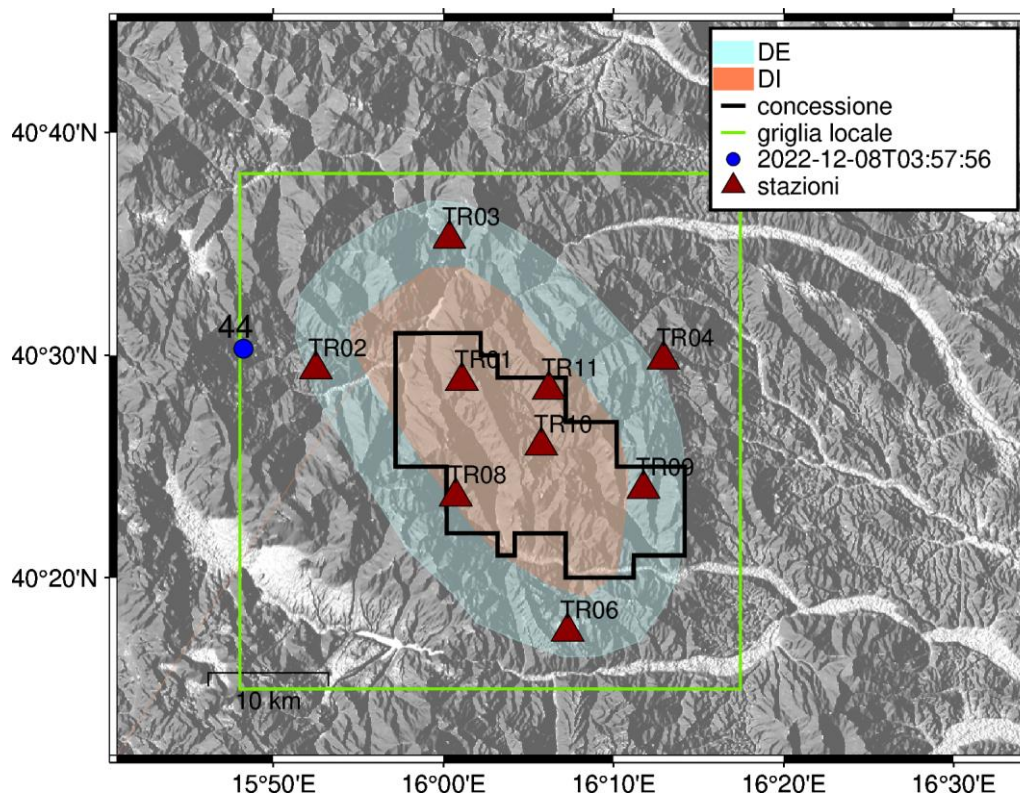 DE
DI
concessione
griglia locale
2022-12-08T03:57:56
stazioni
40°40'N
40°30'N
40°20'N
TR03
44
TR02
TR04
TR01
TR11
TR10
TR08
TR09
TR06
10 km
15°50'E
16°00'E
16°10'E
16°20'E
16°30'E